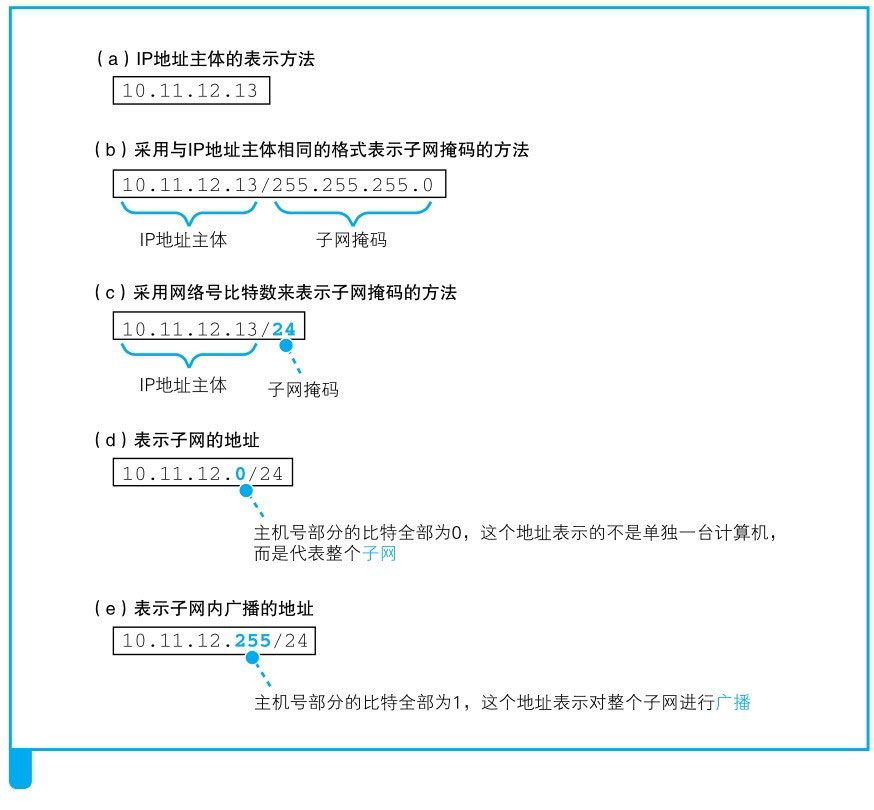 (a) IP地址主体的表示方法
10.11.12.13
(b) 采用与IP地址主体相同的格式表示子网掩码的方法
10.11.12.13/255.255.255.0
IP地址主体 子网掩码
(c) 采用网络号比特数来表示子网掩码的方法
10.11.12.13/24
IP地址主体 子网掩码
(d) 表示子网的地址
10.11.12.0/24
主机号部分的比特全部为0，这个地址表示的不是单独一台计算机，
而是代表整个子网
(e) 表示子网内广播的地址
10.11.12.255/24
主机号部分的比特全部为1，这个地址表示对整个子网进行广播